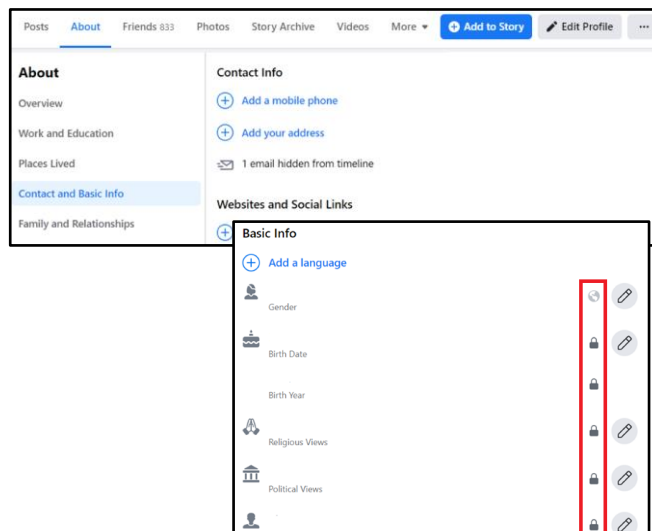 Posts About Friends 833 Photos Story Archive Videos More Add to Story Edit Profile ...
About
Overview
Work and Education
Places Lived
Contact and Basic Info
Family and Relationships
Contact Info
Add a mobile phone
Add your address
1 email hidden from timeline
Websites and Social Links
Basic Info
Add a language
Gender
Birth Date
Birth Year
Religious Views
Political Views